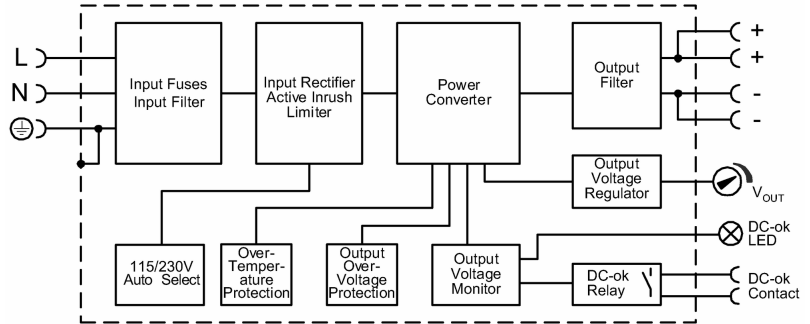 L
N
Input Fuses
Input Filter
Input Rectifier
Active Inrush
Limiter
Power
Converter
Output
Filter
+
+
-
-
Output
Voltage
Regulator
VOUT
115/230V
Auto Select
Over-
Temper-
ature
Protection
Output
Over-
Voltage
Protection
Output
Voltage
Monitor
DC-ok
Relay
DC-ok
LED
DC-ok
Contact